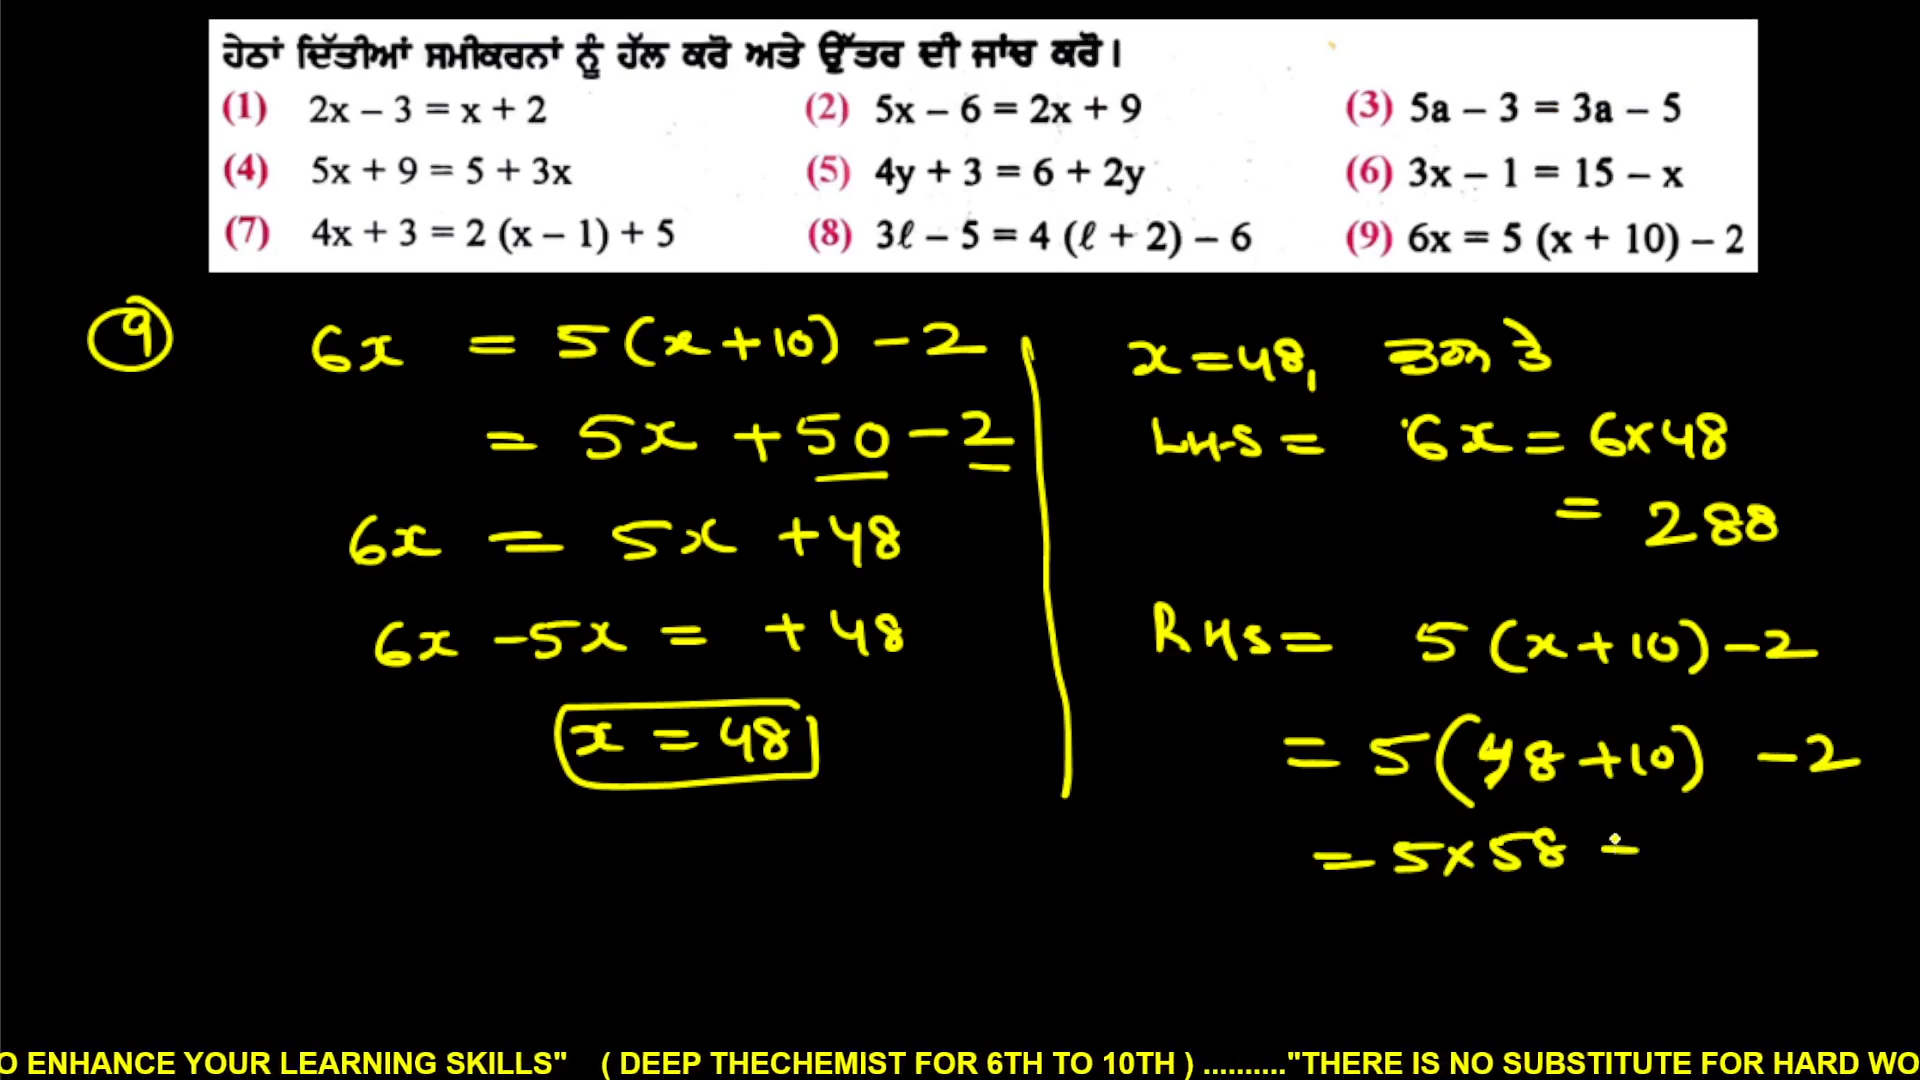 ਹੇਠਾਂ ਦਿੱਤੀਆਂ ਸਮੀਕਰਨਾਂ ਨੂੰ ਹੱਲ ਕਰੋ ਅਤੇ ਉੱਤਰ ਦੀ ਜਾਂਚ ਕਰੋ।
(1) 2x – 3 = x + 2 (2) 5x – 6 = 2x + 9 (3) 5a – 3 = 3a – 5
(4) 5x + 9 = 5 + 3x (5) 4y + 3 = 6 + 2y (6) 3x – 1 = 15 – x
(7) 4x + 3 = 2 (x – 1) + 5 (8) 3ℓ – 5 = 4 (ℓ + 2) – 6 (9) 6x = 5 (x + 10) – 2
9 6x = 5(x+10) -2
= 5x + 50 - 2
6x = 5x + 48
6x - 5x = + 48
x = 48
x = 48, ਤੇ
LHS = 6x = 6x48
= 288
RHS = 5(x+10) -2
= 5(48+10) -2
= 5x58 -
O ENHANCE YOUR LEARNING SKILLS" ( DEEP THECHEMIST FOR 6TH TO 10TH ) .........."THERE IS NO SUBSTITUTE FOR HARD WO